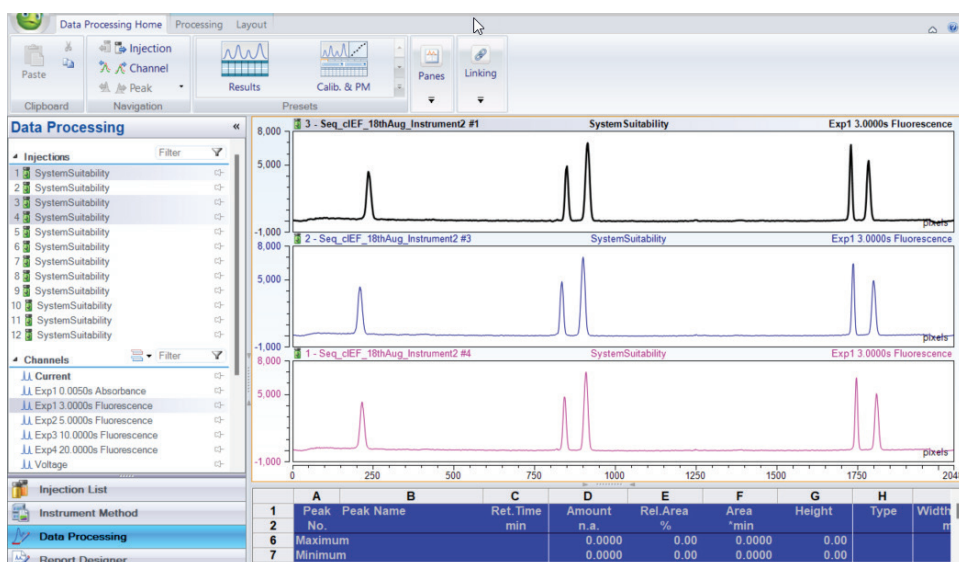 Data Processing Home Processing Layout
Paste
Injection
Channel
Peak
Results
Calib. & PM
Panes
Linking
Clipboard Navigation Presets
Data Processing «
Injections Filter
1 SystemSuitability
2 SystemSuitability
3 SystemSuitability
4 SystemSuitability
5 SystemSuitability
6 SystemSuitability
7 SystemSuitability
8 SystemSuitability
9 SystemSuitability
10 SystemSuitability
11 SystemSuitability
12 SystemSuitability
Channels Filter
Current
Exp1 0.0050s Absorbance
Exp1 3.0000s Fluorescence
Exp2 5.0000s Fluorescence
Exp3 10.0000s Fluorescence
Exp4 20.0000s Fluorescence
Voltage
Injection List
Instrument Method
Data Processing
Report Designer
3 - Seq_cIEF_18thAug_Instrument2 #1 System Suitability Exp1 3.0000s Fluorescence
8,000
5,000
-1,000
pixels
2 - Seq_cIEF_18thAug_Instrument2 #3 SystemSuitability Exp1 3.0000s Fluorescence
8,000
5,000
-1,000
pixels
1 - Seq_cIEF_18thAug_Instrument2 #4 SystemSuitability Exp1 3.0000s Fluorescence
8,000
5,000
-1,000
pixels
0 250 500 750 1000 1250 1500 1750 204
A B C D E F G H
1 Peak Peak Name Ret.Time Amount Rel.Area Area Height Type Width
2 No. min n.a. % *min m
6 Maximum 0.0000 0.00 0.0000 0.00
7 Minimum 0.0000 0.00 0.0000 0.00